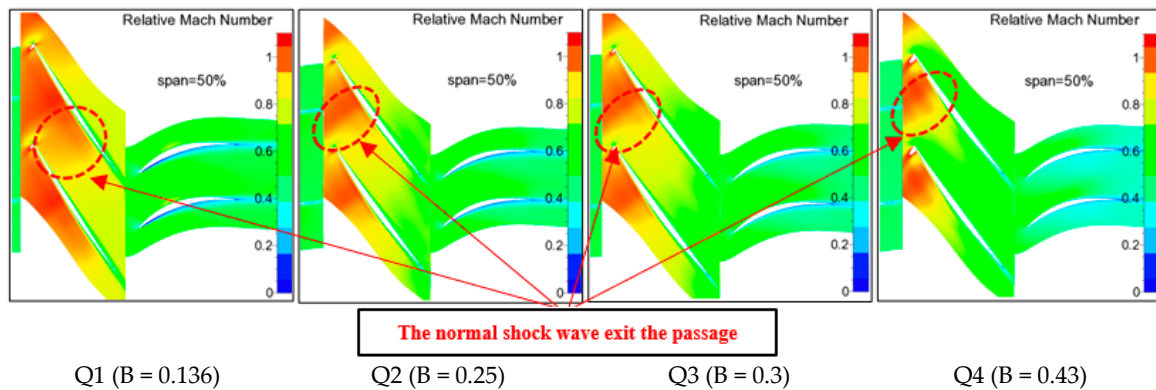 Relative Mach Number
1
span=50%
0.8
0.6
0.4
0.2
0
Relative Mach Number
1
span=50%
0.8
0.6
0.4
0.2
0
Relative Mach Number
1
span=50%
0.8
0.6
0.4
0.2
0
Relative Mach Number
1
span=50%
0.8
0.6
0.4
0.2
0
The normal shock wave exit the passage
Q1 (B = 0.136)
Q2 (B = 0.25)
Q3 (B = 0.3)
Q4 (B = 0.43)